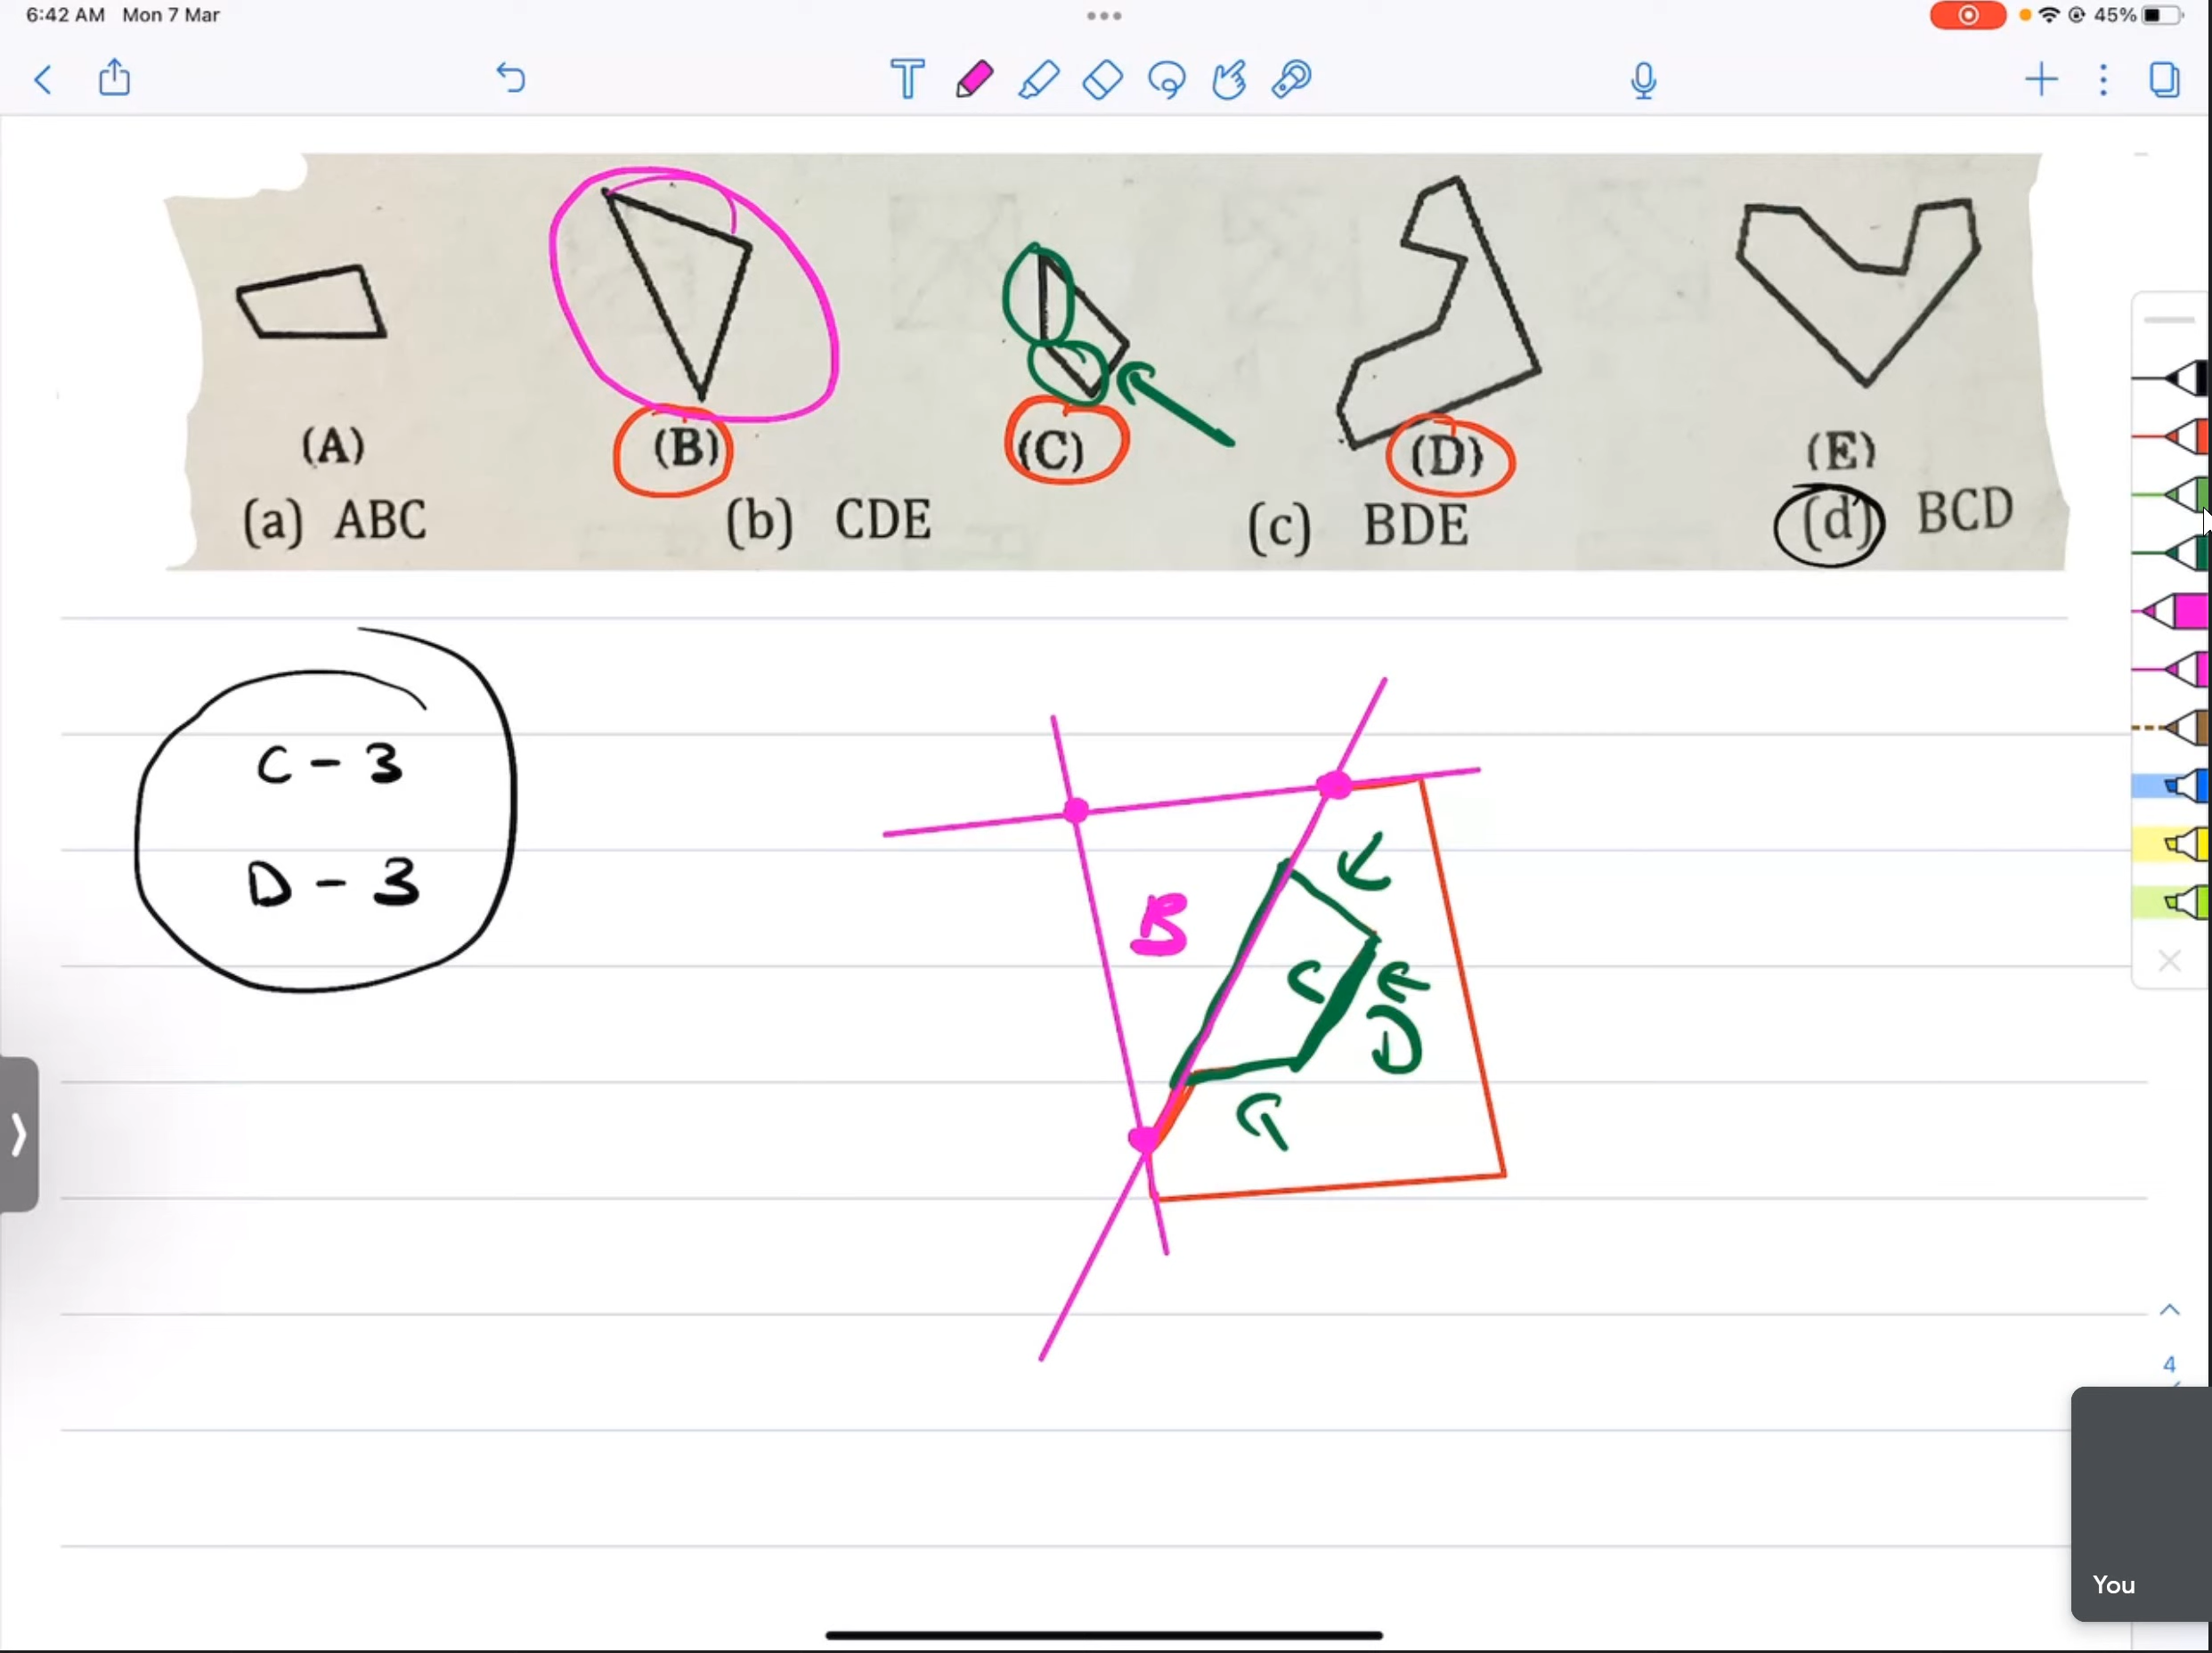 6:42 AM Mon 7 Mar
45%
T
(A) (B) (C) (D) (E)
(a) ABC (b) CDE (c) BDE (d) BCD
C - 3
D - 3
B
C
D
4
You